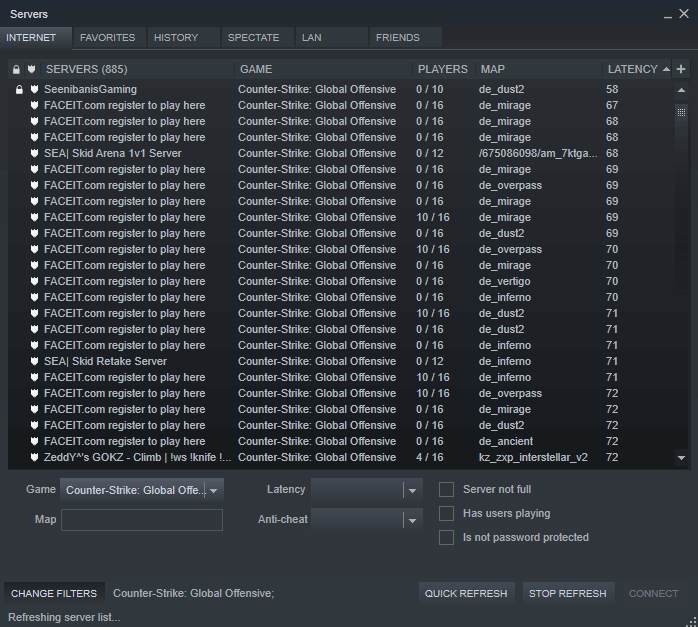 Servers
INTERNET FAVORITES HISTORY SPECTATE LAN FRIENDS
SERVERS (885) GAME PLAYERS MAP LATENCY
SeenibanisGaming Counter-Strike: Global Offensive 0 / 10 de_dust2 58
FACEIT.com register to play here Counter-Strike: Global Offensive 0 / 16 de_mirage 67
FACEIT.com register to play here Counter-Strike: Global Offensive 0 / 16 de_mirage 68
FACEIT.com register to play here Counter-Strike: Global Offensive 0 / 16 de_mirage 68
SEA| Skid Arena 1v1 Server Counter-Strike: Global Offensive 0 / 12 /675086098/am_7ktga... 68
FACEIT.com register to play here Counter-Strike: Global Offensive 0 / 16 de_mirage 69
FACEIT.com register to play here Counter-Strike: Global Offensive 0 / 16 de_overpass 69
FACEIT.com register to play here Counter-Strike: Global Offensive 0 / 16 de_mirage 69
FACEIT.com register to play here Counter-Strike: Global Offensive 10 / 16 de_mirage 69
FACEIT.com register to play here Counter-Strike: Global Offensive 0 / 16 de_dust2 69
FACEIT.com register to play here Counter-Strike: Global Offensive 10 / 16 de_overpass 70
FACEIT.com register to play here Counter-Strike: Global Offensive 0 / 16 de_mirage 70
FACEIT.com register to play here Counter-Strike: Global Offensive 0 / 16 de_vertigo 70
FACEIT.com register to play here Counter-Strike: Global Offensive 0 / 16 de_inferno 70
FACEIT.com register to play here Counter-Strike: Global Offensive 10 / 16 de_dust2 71
FACEIT.com register to play here Counter-Strike: Global Offensive 0 / 16 de_dust2 71
FACEIT.com register to play here Counter-Strike: Global Offensive 0 / 16 de_inferno 71
SEA| Skid Retake Server Counter-Strike: Global Offensive 0 / 12 de_inferno 71
FACEIT.com register to play here Counter-Strike: Global Offensive 10 / 16 de_inferno 71
FACEIT.com register to play here Counter-Strike: Global Offensive 10 / 16 de_overpass 72
FACEIT.com register to play here Counter-Strike: Global Offensive 0 / 16 de_mirage 72
FACEIT.com register to play here Counter-Strike: Global Offensive 0 / 16 de_dust2 72
FACEIT.com register to play here Counter-Strike: Global Offensive 0 / 16 de_ancient 72
ZeddY^'s GOKZ - Climb | !ws !knife !... Counter-Strike: Global Offensive 4 / 16 kz_zxp_interstellar_v2 72
Game Counter-Strike: Global Offe... Latency Server not full
Map Anti-cheat Has users playing
Is not password protected
CHANGE FILTERS Counter-Strike: Global Offensive; QUICK REFRESH STOP REFRESH CONNECT
Refreshing server list...